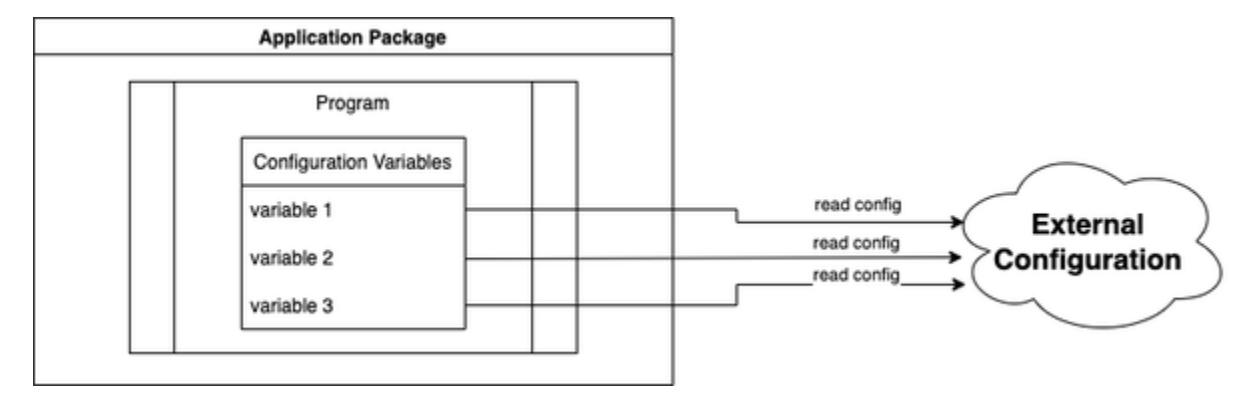 Application Package
Program
Configuration Variables
variable 1
variable 2
variable 3
read config
read config
read config
External
Configuration